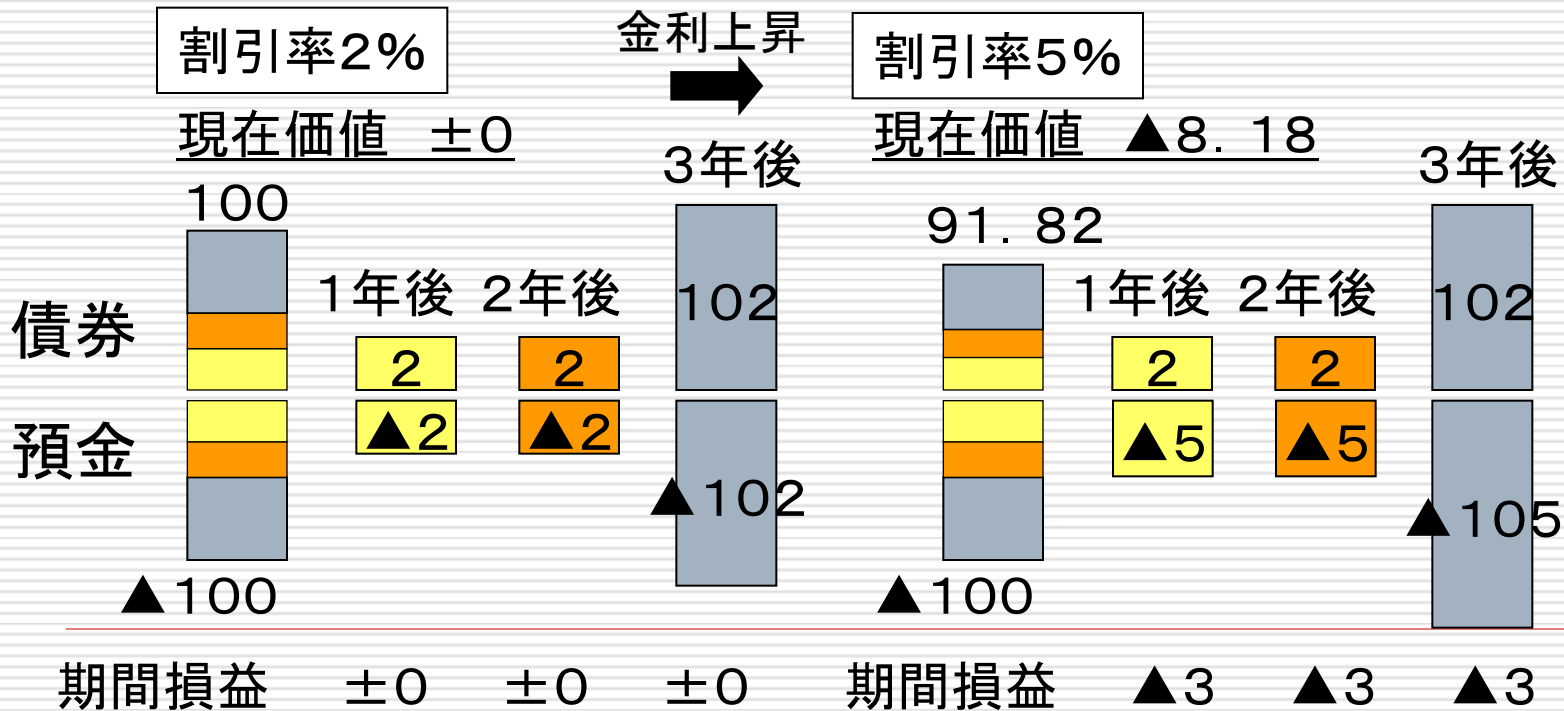 割引率2%
金利上昇
割引率5%
現在価値 ±0
現在価値 ▲8.18
3年後
3年後
100
91.82
1年後 2年後
1年後 2年後
債券
102
102
2
2
2
2
預金
▲2
▲2
▲5
▲5
▲102
▲105
▲100
▲100
期間損益 ±0 ±0 ±0
期間損益 ▲3 ▲3 ▲3